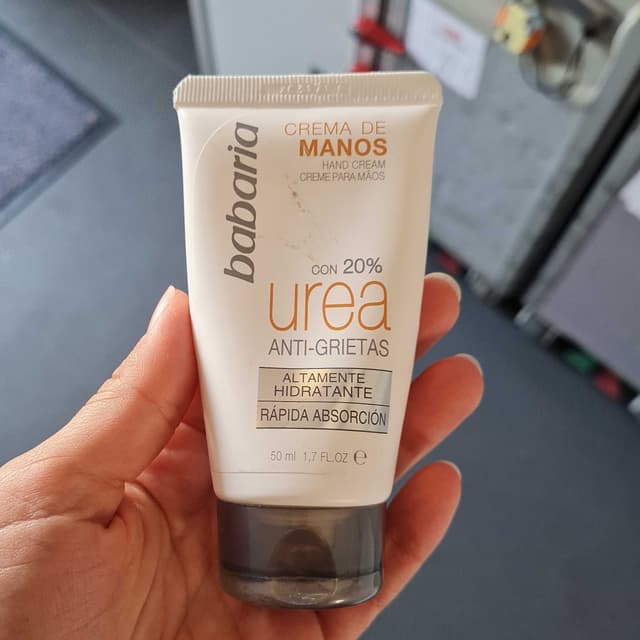 babaria
CREMA DE
MANOS
HAND CREAM
CREME PARA MÃOS
CON 20%
urea
ANTI-GRIETAS
ALTAMENTE
HIDRATANTE
RÁPIDA ABSORCIÓN
50 ml 1,7 FL.OZ ℮